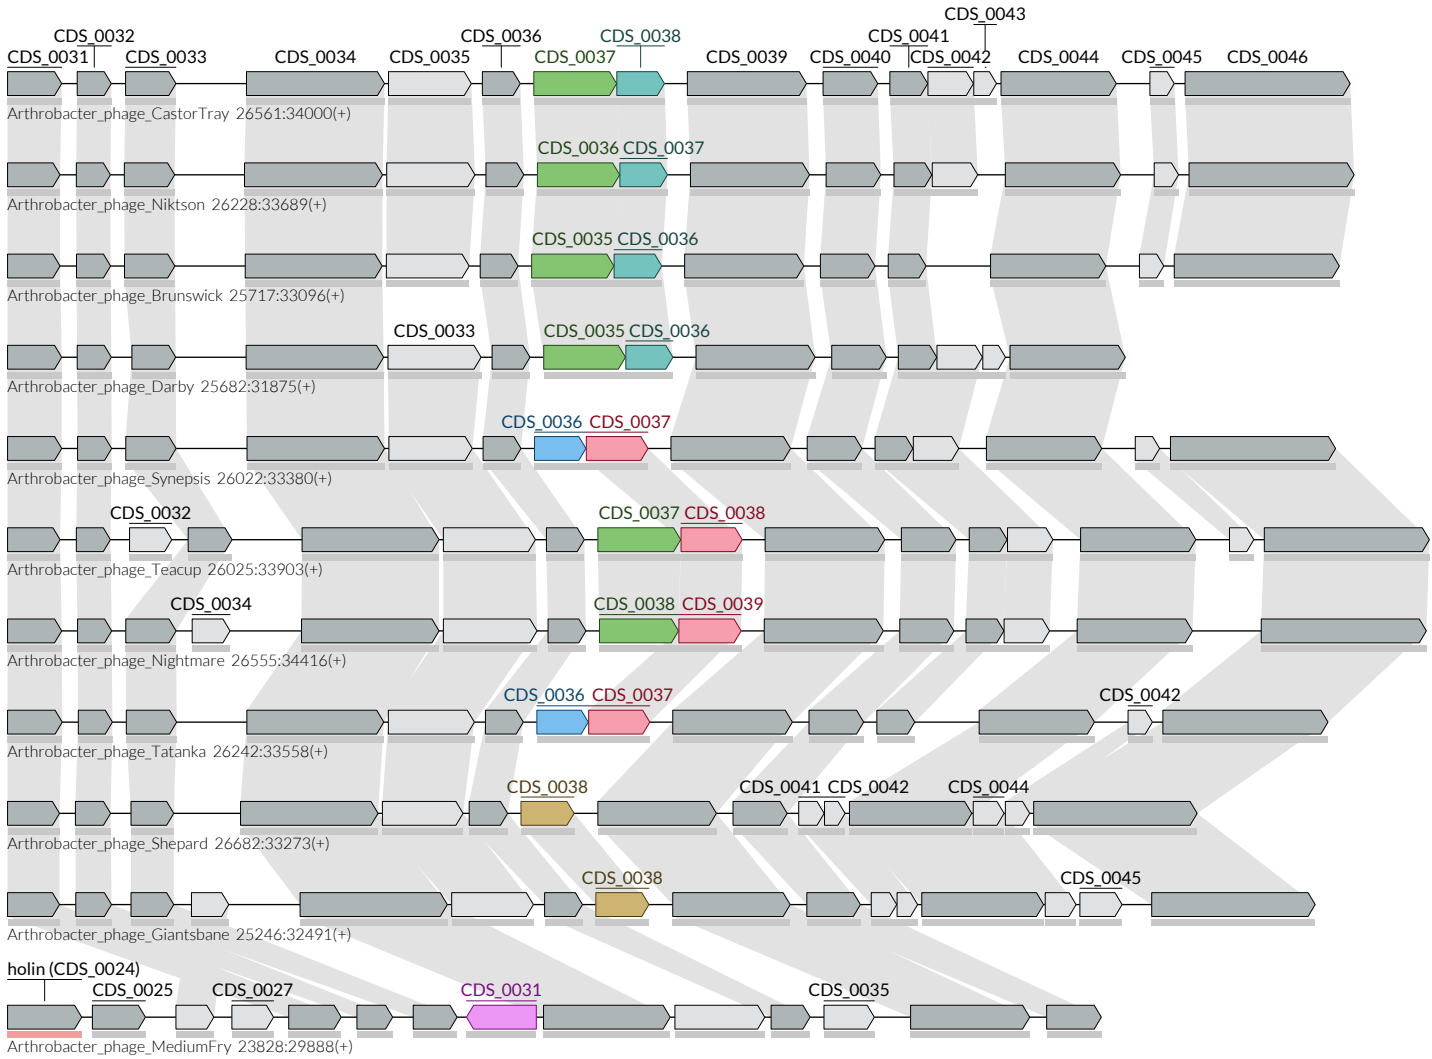 CDS_0043
CDS_0032 CDS_0036 CDS_0038 CDS_0041
CDS_0031 CDS_0033 CDS_0034 CDS_0035 CDS_0037 CDS_0039 CDS_0040 CDS_0042 CDS_0044 CDS_0045 CDS_0046
Arthrobacter_phage_CastorTray 26561:34000(+)
CDS_0036 CDS_0037
Arthrobacter_phage_Niktson 26228:33689(+)
CDS_0035 CDS_0036
Arthrobacter_phage_Brunswick 25717:33096(+)
CDS_0033 CDS_0035 CDS_0036
Arthrobacter_phage_Darby 25682:31875(+)
CDS_0036 CDS_0037
Arthrobacter_phage_Synepsis 26022:33380(+)
CDS_0032 CDS_0037 CDS_0038
Arthrobacter_phage_Teacup 26025:33903(+)
CDS_0034 CDS_0038 CDS_0039
Arthrobacter_phage_Nightmare 26555:34416(+)
CDS_0036 CDS_0037 CDS_0042
Arthrobacter_phage_Tatanka 26242:33558(+)
CDS_0038 CDS_0041 CDS_0042 CDS_0044
Arthrobacter_phage_Shepard 26682:33273(+)
CDS_0038 CDS_0045
Arthrobacter_phage_Giantsbane 25246:32491(+)
holin (CDS_0024)
CDS_0025 CDS_0027 CDS_0031 CDS_0035
Arthrobacter_phage_MediumFry 23828:29888(+)